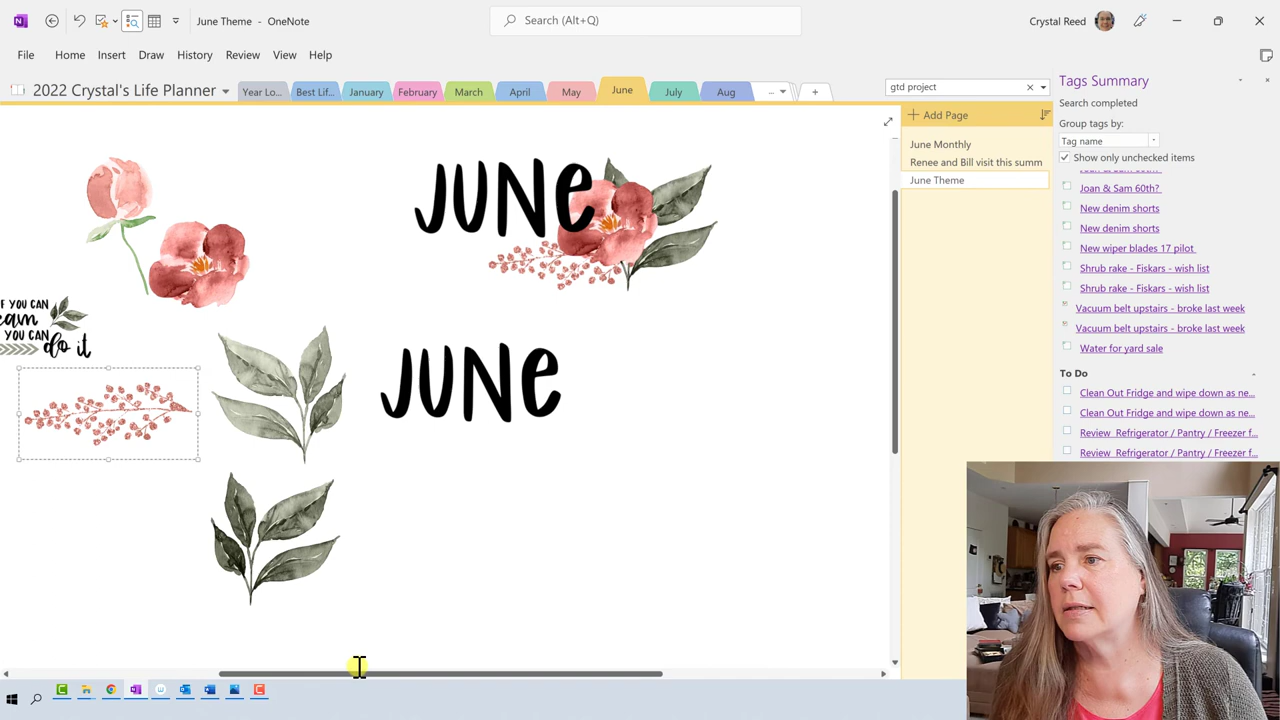 June Theme - OneNote
Search (Alt+Q)
Crystal Reed
File Home Insert Draw History View Help
2022 Crystal's Life Planner
Year Lo... Best Lif... January February March April May June July Aug ...
gtd project
Tags Summary
Search completed
Group tags by:
Tag name
Show only unchecked items
Add Page
June Monthly
Renee and Bill visit this summ
June Theme
Joan & Sam 60th?
New denim shorts
New denim shorts
New wiper blades 17 pilot
Shrub rake - Fiskars - wish list
Shrub rake - Fiskars - wish list
Vacuum belt upstairs - broke last week
Vacuum belt upstairs - broke last week
Water for yard sale
To Do
Clean Out Fridge and wipe down as ne...
Clean Out Fridge and wipe down as ne...
Review Refrigerator / Pantry / Freezer f...
Review Refrigerator / Pantry / Freezer f...
JUNe
JUNe
F YOU CAN
eam
YOU CAN
do it